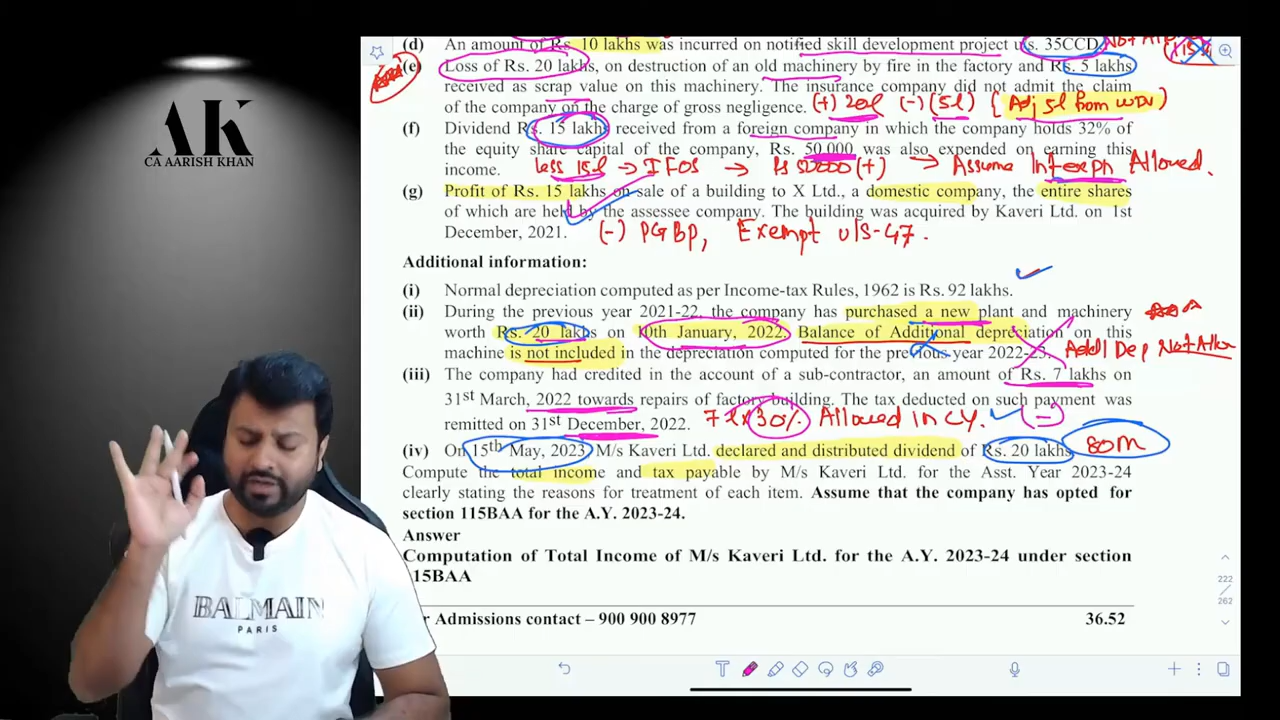 (d) An amount of Rs. 10 lakhs was incurred on notified skill development project u/s. 35CCD.
(e) Loss of Rs. 20 lakhs, on destruction of an old machinery by fire in the factory and Rs. 5 lakhs
received as scrap value on this machinery. The insurance company did not admit the claim
of the company on the charge of gross negligence. (+) 20l (-) (5l) (Adj 5l from WDV)
(f) Dividend Rs. 15 lakhs received from a foreign company in which the company holds 32% of
the equity share capital of the company, Rs. 50,000 was also expended on earning this
income. less 15l → IFOS → Rs 50000 (+) → Assume Int exp Allowed.
(g) Profit of Rs. 15 lakhs on sale of a building to X Ltd., a domestic company, the entire shares
of which are held by the assessee company. The building was acquired by Kaveri Ltd. on 1st
December, 2021. (-) PGBP, Exempt u/s-47.
Additional information:
(i) Normal depreciation computed as per Income-tax Rules, 1962 is Rs. 92 lakhs.
(ii) During the previous year 2021-22, the company has purchased a new plant and machinery
worth Rs. 20 lakhs on 10th January, 2022. Balance of Additional depreciation on this
machine is not included in the depreciation computed for the previous year 2022-23. Addl Dep Not Allow
(iii) The company had credited in the account of a sub-contractor, an amount of Rs. 7 lakhs on
31st March, 2022 towards repairs of factory building. The tax deducted on such payment was
remitted on 31st December, 2022. 7l x 30% Allowed in CY (-)
(iv) On 15th May, 2023 M/s Kaveri Ltd. declared and distributed dividend of Rs. 20 lakhs. 80M
Compute the total income and tax payable by M/s Kaveri Ltd. for the Asst. Year 2023-24
clearly stating the reasons for treatment of each item. Assume that the company has opted for
section 115BAA for the A.Y. 2023-24.
Answer
Computation of Total Income of M/s Kaveri Ltd. for the A.Y. 2023-24 under section
115BAA
Admissions contact – 900 900 8977 36.52
AK
CA AARISH KHAN
BALMAIN
PARIS
222
262
T